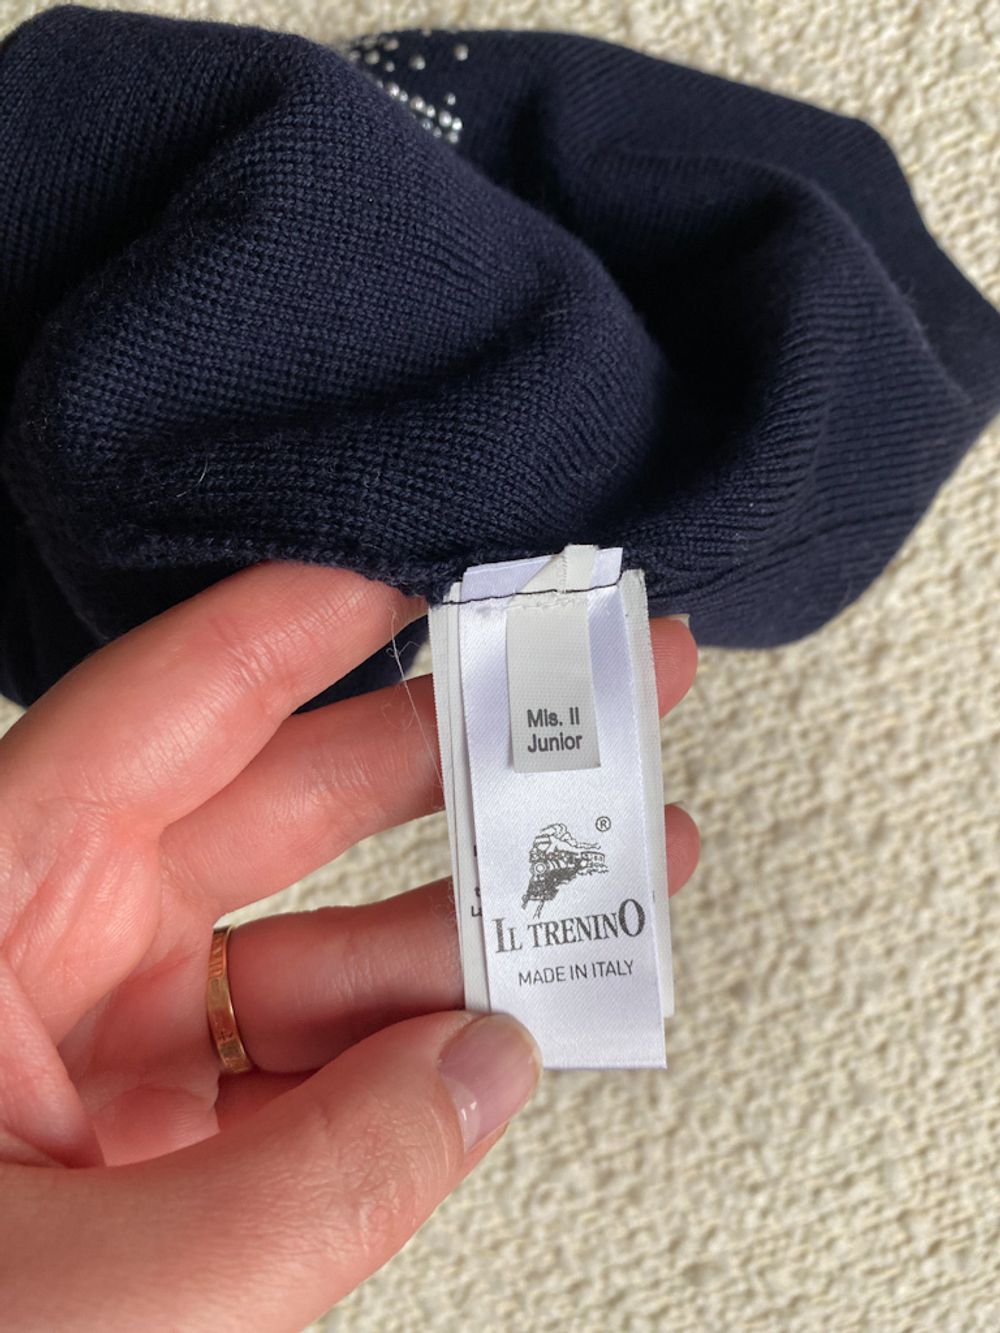 Mis. II
Junior
®
IL TRENINO
MADE IN ITALY